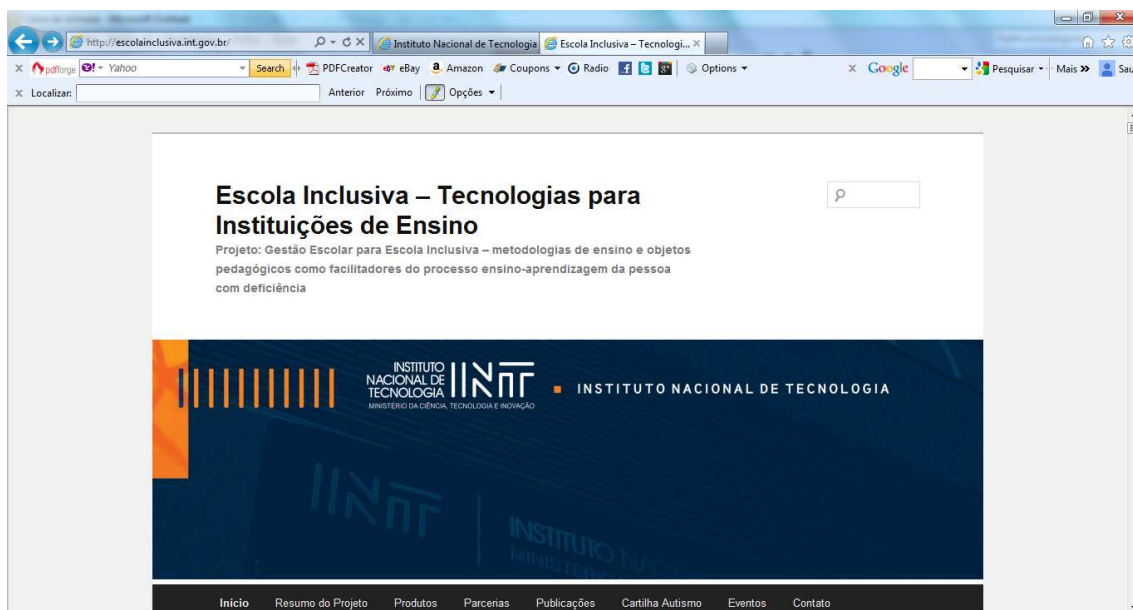 http://escolainclusiva.int.gov.br/
Instituto Nacional de Tecnologia
Escola Inclusiva – Tecnologi...
pdfforge
Yahoo
Search
PDFCreator
eBay
Amazon
Coupons
Radio
Options
Google
Pesquisar
Mais
Localizar:
Anterior
Próximo
Opções
Escola Inclusiva – Tecnologias para
Instituições de Ensino
Projeto: Gestão Escolar para Escola Inclusiva – metodologias de ensino e objetos
pedagógicos como facilitadores do processo ensino-aprendizagem da pessoa
com deficiência
INSTITUTO
NACIONAL DE
TECNOLOGIA
MINISTÉRIO DA CIÊNCIA, TECNOLOGIA E INOVAÇÃO
INT
INSTITUTO NACIONAL DE TECNOLOGIA
Início Resumo do Projeto Produtos Parcerias Publicações Cartilha Autismo Eventos Contato